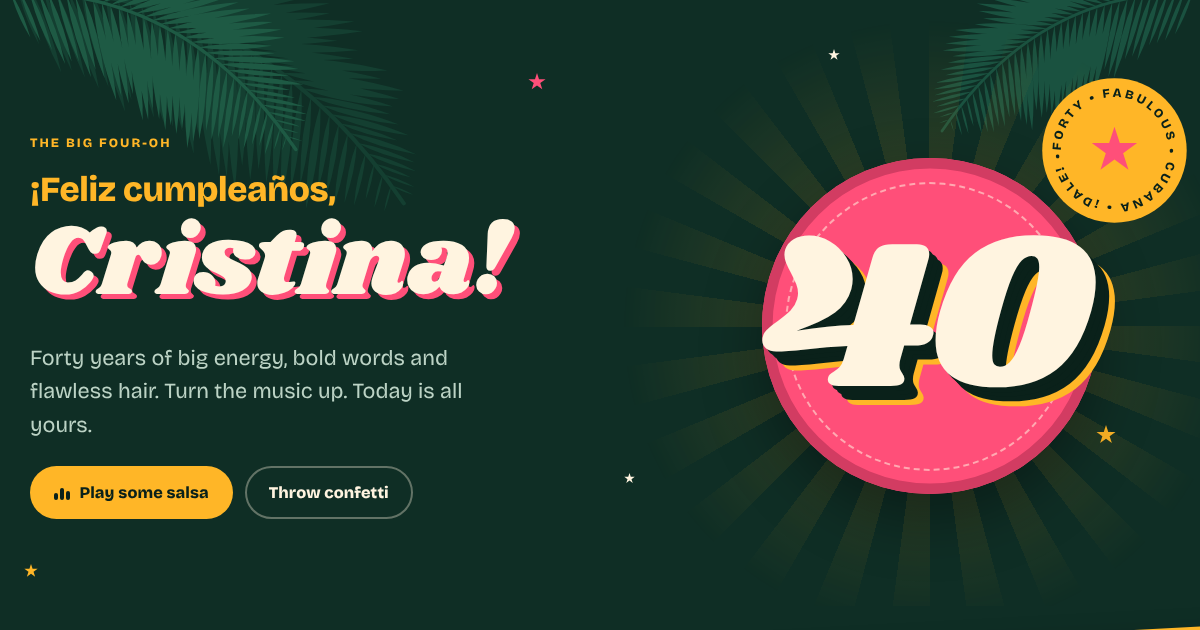 THE BIG FOUR-OH
¡Feliz cumpleaños,
Cristina!
Forty years of big energy, bold words and
flawless hair. Turn the music up. Today is all
yours.
Play some salsa
Throw confetti
40
FORTY • FABULOUS • CUBANA • ¡DALE! •